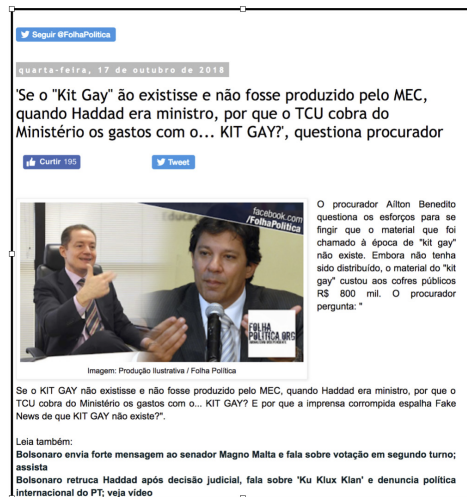 Seguir @FolhaPolitica
quarta-feira, 17 de outubro de 2018
'Se o "Kit Gay" ão existisse e não fosse produzido pelo MEC,
quando Haddad era ministro, por que o TCU cobra do
Ministério os gastos com o... KIT GAY?', questiona procurador
Curtir 195
Tweet
facebook.com
/FolhaPolitica
FOLHA
POLITICA.ORG
O procurador Aílton Benedito
questiona os esforços para se
fingir que o material que foi
chamado à época de "kit gay"
não existe. Embora não tenha
sido distribuído, o material do "kit
gay" custou aos cofres públicos
R$ 800 mil. O procurador
pergunta: "
Imagem: Produção Ilustrativa / Folha Política
Se o KIT GAY não existisse e não fosse produzido pelo MEC, quando Haddad era ministro, por que o
TCU cobra do Ministério os gastos com o... KIT GAY? E por que a imprensa corrompida espalha Fake
News de que KIT GAY não existe?".
Leia também:
Bolsonaro envia forte mensagem ao senador Magno Malta e fala sobre votação em segundo turno;
assista
Bolsonaro retruca Haddad após decisão judicial, fala sobre 'Ku Klux Klan' e denuncia política
internacional do PT; veja vídeo